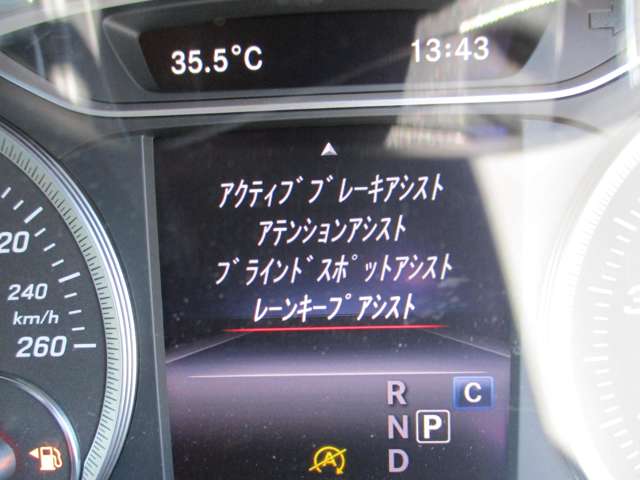 35.5°C 13:43
アクティブブレーキアシスト
アテンションアシスト
ブラインドスポットアシスト
レーンキープアシスト
20
240
km/h
260
R C
N P
D
A